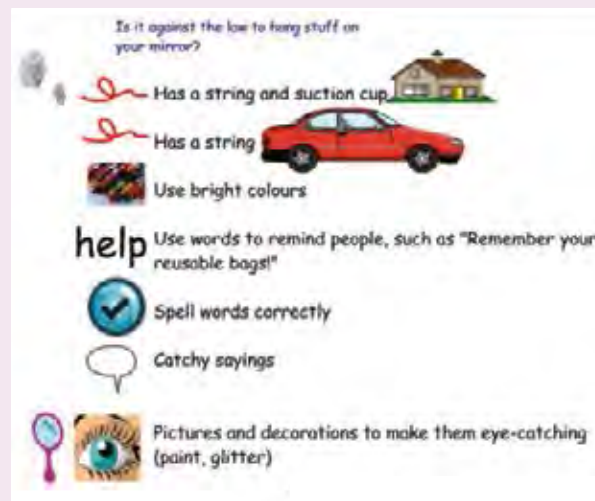 Is it against the law to hang stuff on
your mirror?
Has a string and suction cup
Has a string
Use bright colours
help
Use words to remind people, such as "Remember your
reusable bags!"
Spell words correctly
Catchy sayings
Pictures and decorations to make them eye-catching
(paint, glitter)